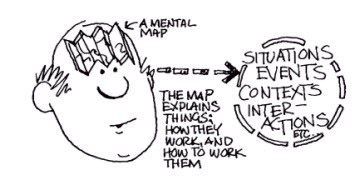 A MENTAL
MAP
THE MAP
EXPLAINS
THINGS;
HOW THEY
WORK, AND
HOW TO WORK
THEM
SITUATIONS
EVENTS
CONTEXTS
INTER-
ACTIONS
ETC...